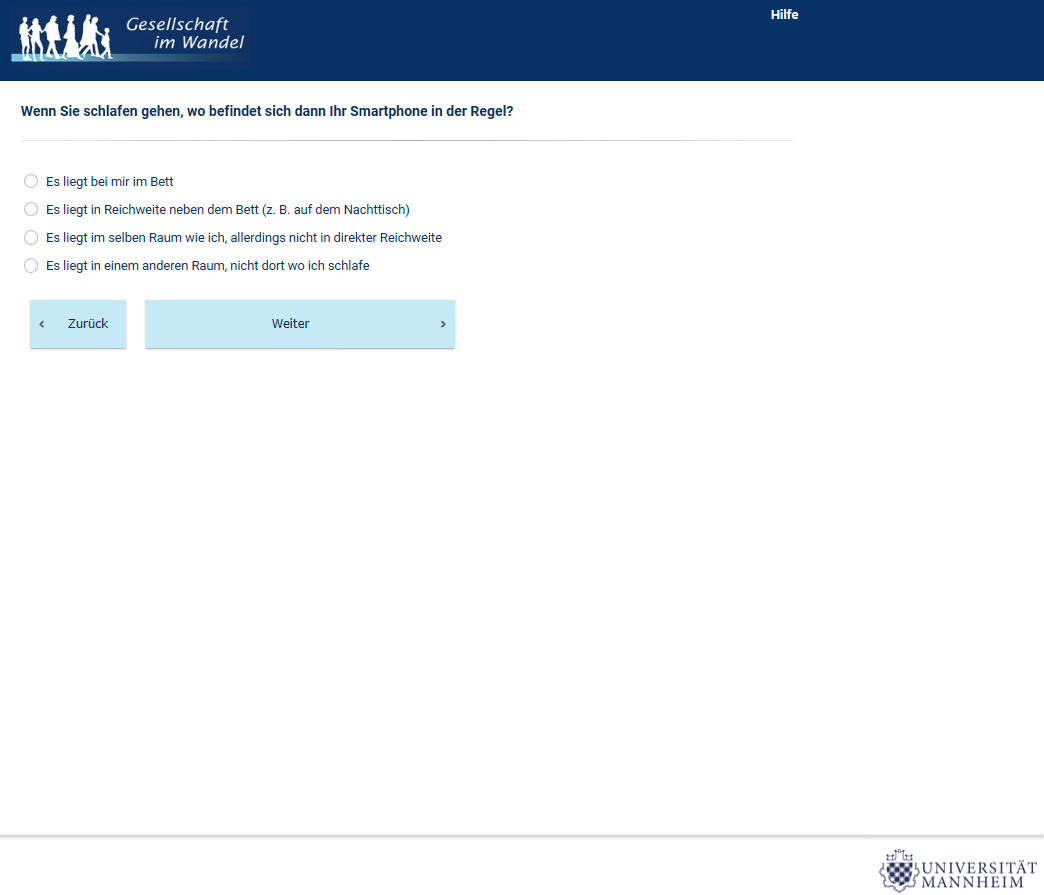 Gesellschaft
im Wandel
Hilfe
Wenn Sie schlafen gehen, wo befindet sich dann Ihr Smartphone in der Regel?
Es liegt bei mir im Bett
Es liegt in Reichweite neben dem Bett (z. B. auf dem Nachttisch)
Es liegt im selben Raum wie ich, allerdings nicht in direkter Reichweite
Es liegt in einem anderen Raum, nicht dort wo ich schlafe
‹ Zurück
Weiter ›
UNIVERSITÄT
MANNHEIM